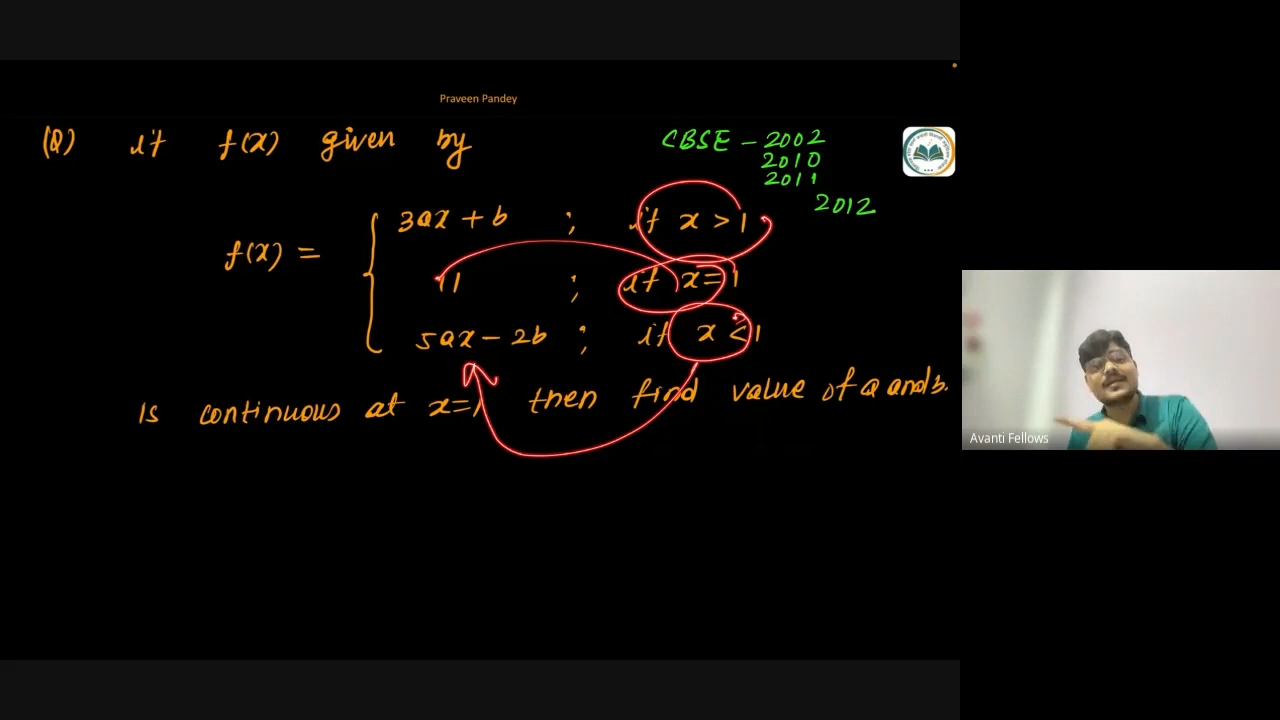 Praveen Pandey
(Q) if f(x) given by
CBSE - 2002
2010
2011
2012
3ax + b ; if x > 1
f(x) =
11 ; if x = 1
5ax - 2b ; if x < 1
is continuous at x=1 then find value of a and b.
Avanti Fellows